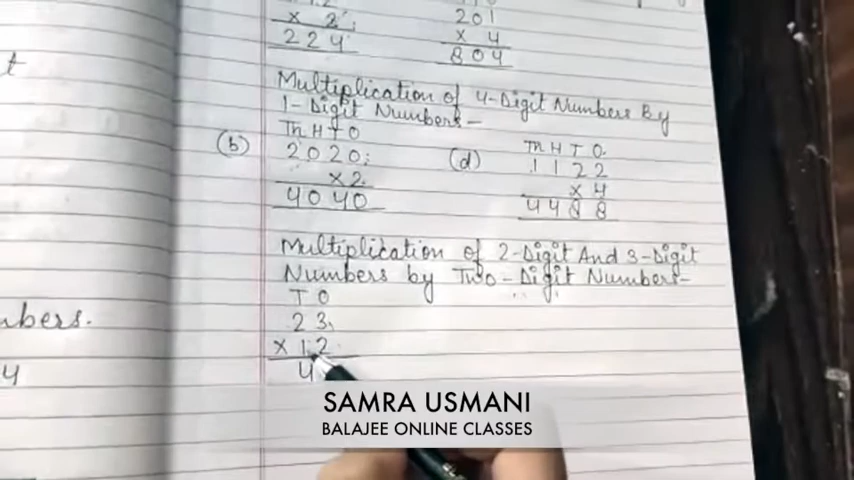 × 2
224
201
× 4
804
Multiplication of 4-Digit Numbers By
1-Digit Numbers-
(b)
Th H T O
2020
×2
4040
(d)
Th H T O
1122
×4
4488
Multiplication of 2-Digit And 3-Digit
Numbers by Two-Digit Numbers-
T O
23
×12
4
t
nbers.
4
SAMRA USMANI
BALAJEE ONLINE CLASSES